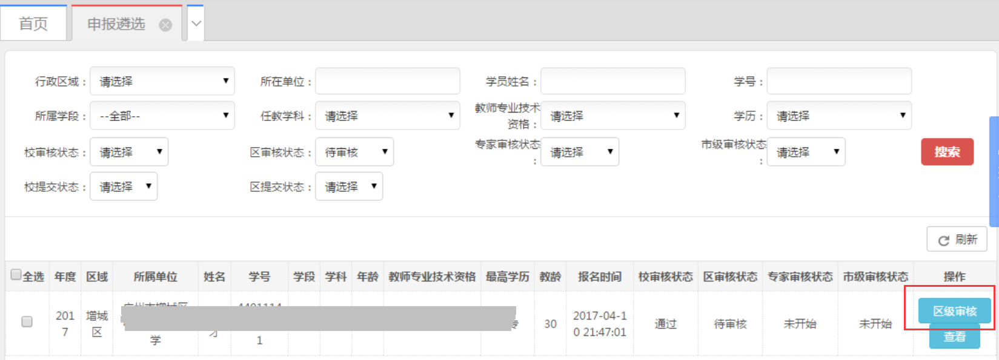 首页
申报遴选
行政区域： 请选择 所在单位： 学员姓名： 学号：
所属学段： --全部-- 任教学科： 请选择 教师专业技术资格： 请选择 学历： 请选择
校审核状态： 请选择 区审核状态： 待审核 专家审核状态： 请选择 市级审核状态： 请选择 搜索
校提交状态： 请选择 区提交状态： 请选择
刷新
全选 年度 区域 所属单位 姓名 学号 学段 学科 年龄 教师专业技术资格 最高学历 教龄 报名时间 校审核状态 区审核状态 专家审核状态 市级审核状态 操作
2017 增城区 学 1 30 2017-04-10 21:47:01 通过 待审核 未开始 未开始 区级审核
查看